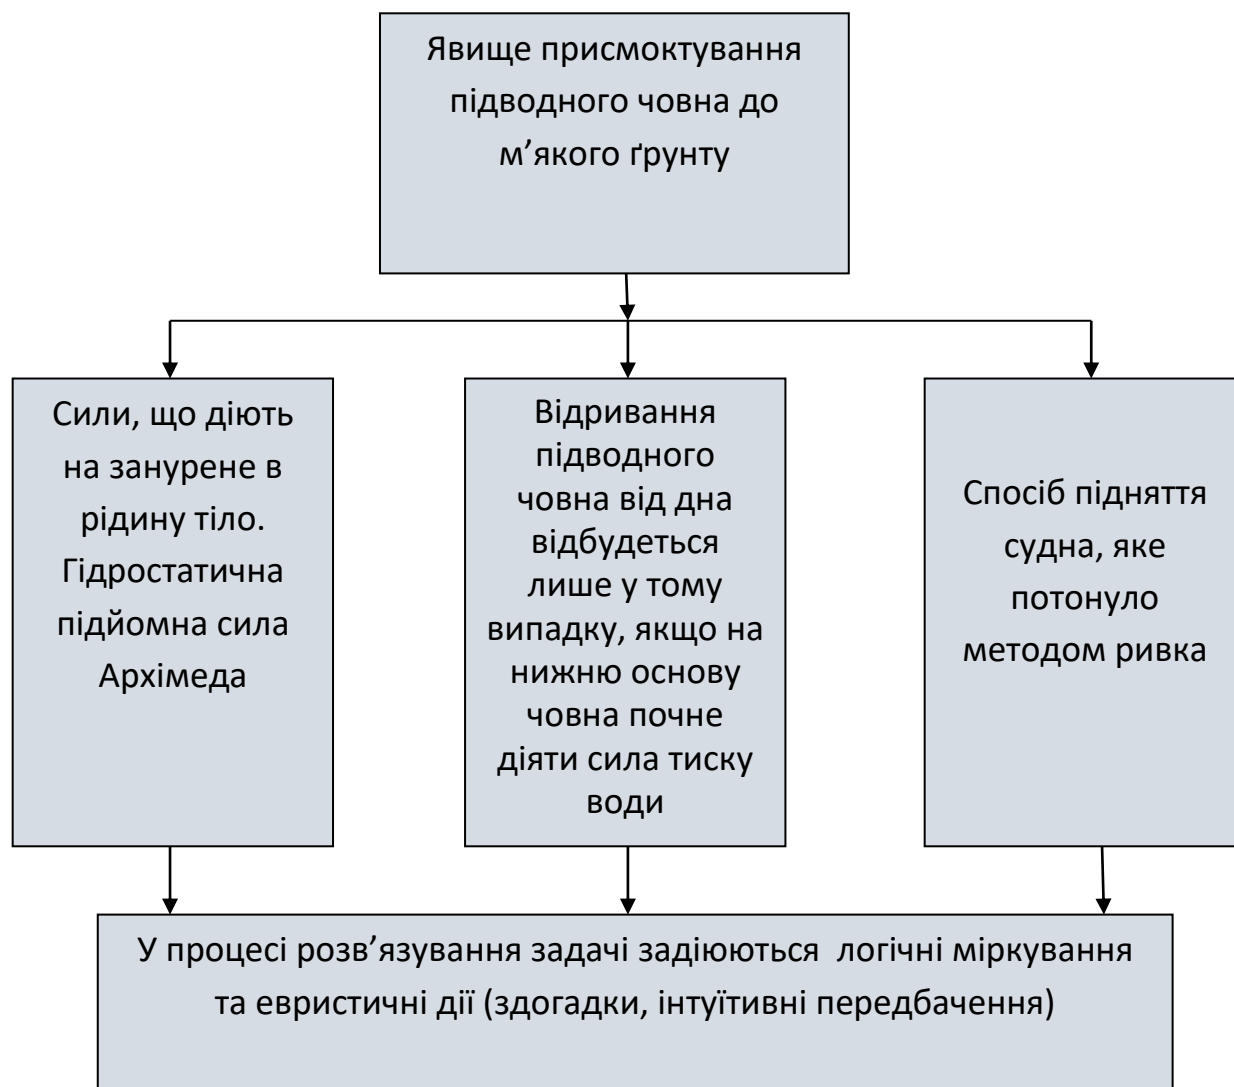 Явище присмоктування
підводного човна до
м’якого ґрунту
Сили, що діють
на занурене в
рідину тіло.
Гідростатична
підйомна сила
Архімеда
Відривання
підводного
човна від дна
відбудеться
лише у тому
випадку, якщо на
нижню основу
човна почне
діяти сила тиску
води
Спосіб підняття
судна, яке
потонуло
методом ривка
У процесі розв’язування задачі задіюються логічні міркування
та евристичні дії (здогадки, інтуїтивні передбачення)